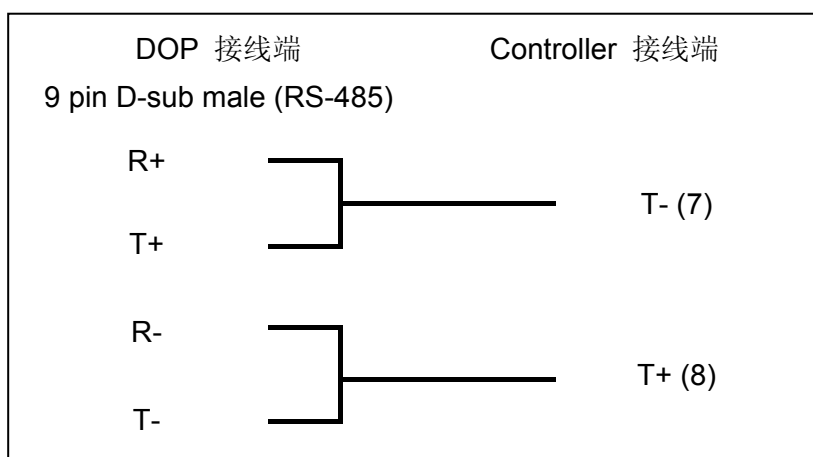 DOP 接线端 Controller 接线端
9 pin D-sub male (RS-485)
R+
T- (7)
T+
R-
T+ (8)
T-